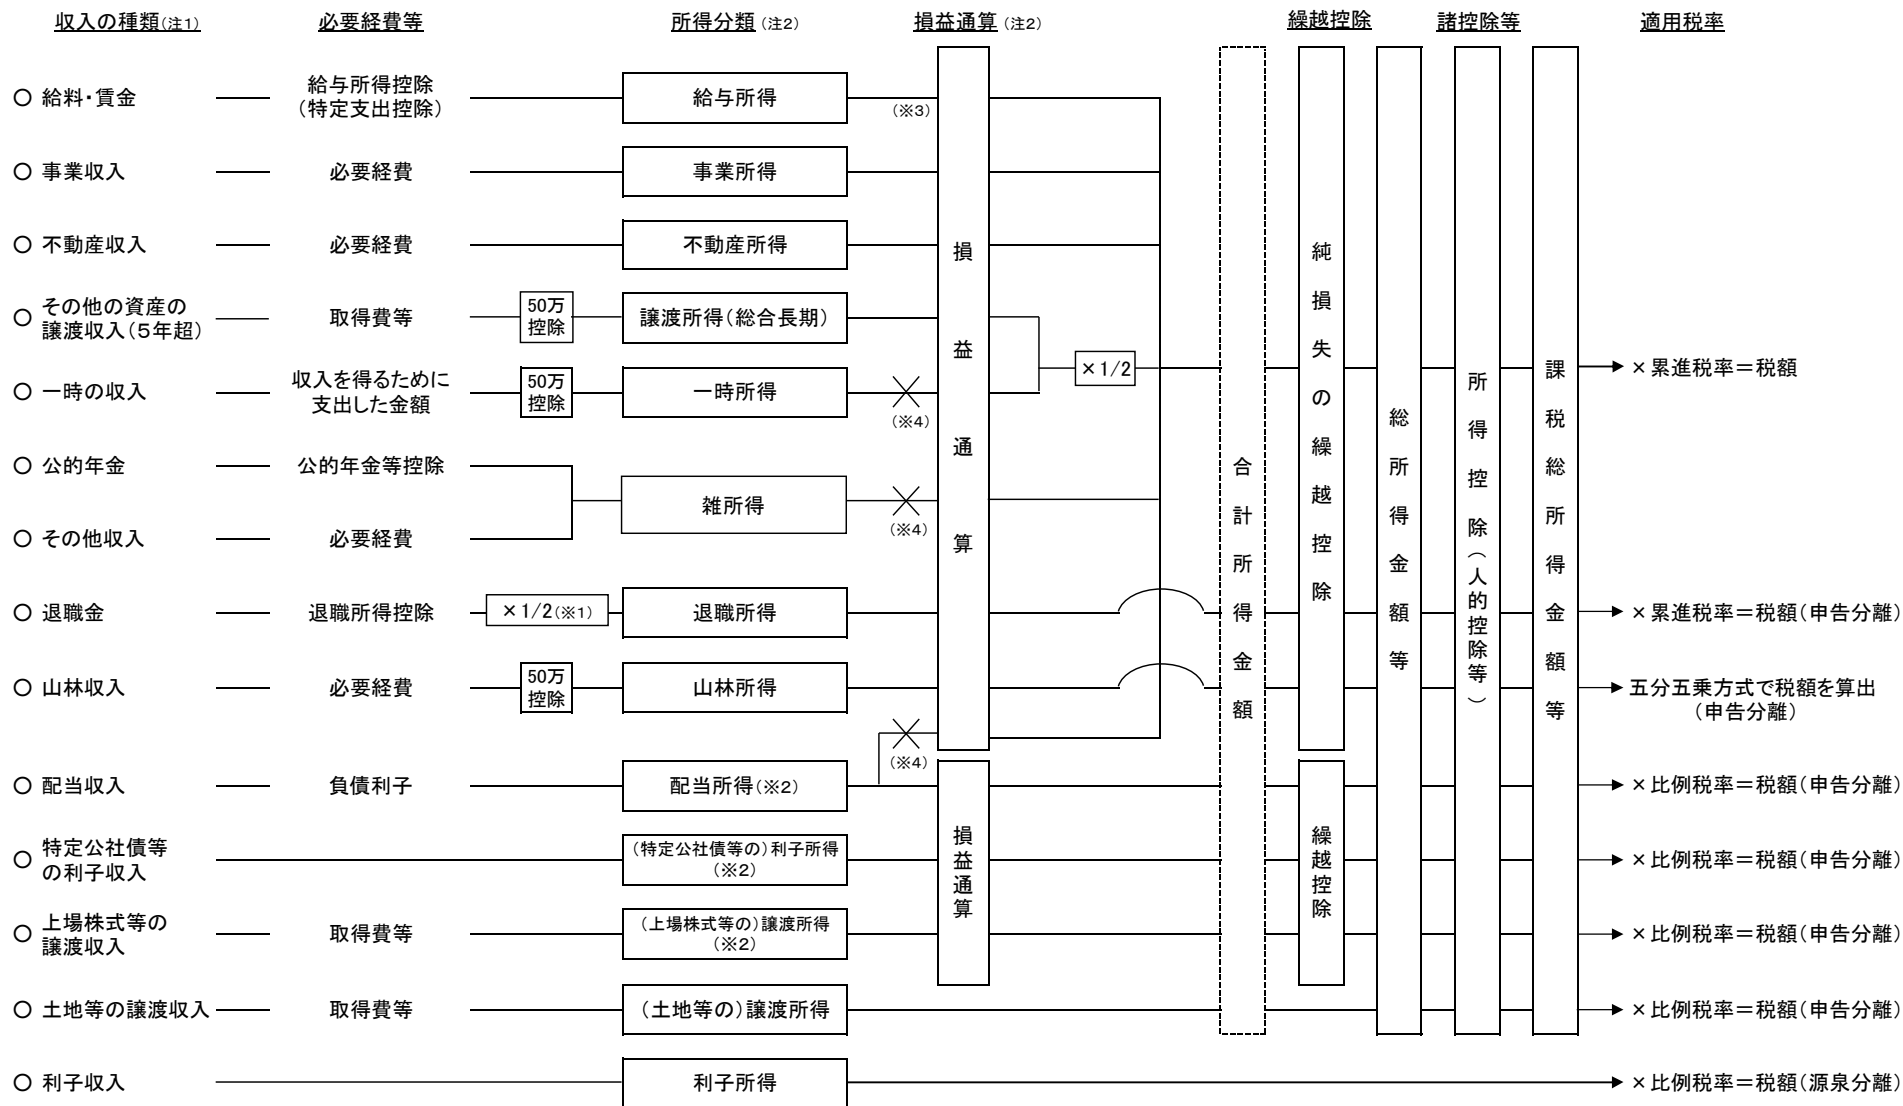 収入の種類(注1) 必要経費等 所得分類(注2) 損益通算(注2) 繰越控除 諸控除等 適用税率
○ 給料・賃金
給与所得控除
(特定支出控除)
給与所得
(※3)
○ 事業収入
必要経費
事業所得
○ 不動産収入
必要経費
不動産所得
○ その他の資産の
譲渡収入(5年超)
取得費等
50万
控除
譲渡所得(総合長期)
○ 一時の収入
収入を得るために
支出した金額
50万
控除
一時所得
(※4)
×1/2
×累進税率=税額
○ 公的年金
公的年金等控除
○ その他収入
必要経費
雑所得
(※4)
○ 退職金
退職所得控除
×1/2(※1)
退職所得
×累進税率=税額(申告分離)
○ 山林収入
必要経費
50万
控除
山林所得
五分五乗方式で税額を算出
(申告分離)
○ 配当収入
負債利子
配当所得(※2)
(※4)
×比例税率=税額(申告分離)
○ 特定公社債等
の利子収入
(特定公社債等の)利子所得
(※2)
×比例税率=税額(申告分離)
○ 上場株式等の
譲渡収入
取得費等
(上場株式等の)譲渡所得
(※2)
×比例税率=税額(申告分離)
○ 土地等の譲渡収入
取得費等
(土地等の)譲渡所得
×比例税率=税額(申告分離)
○ 利子収入
利子所得
×比例税率=税額(源泉分離)
損益通算
損益通算
合計所得金額
純損失の繰越控除
繰越控除
総所得金額等
所得控除(人的控除等)
課税総所得金額等